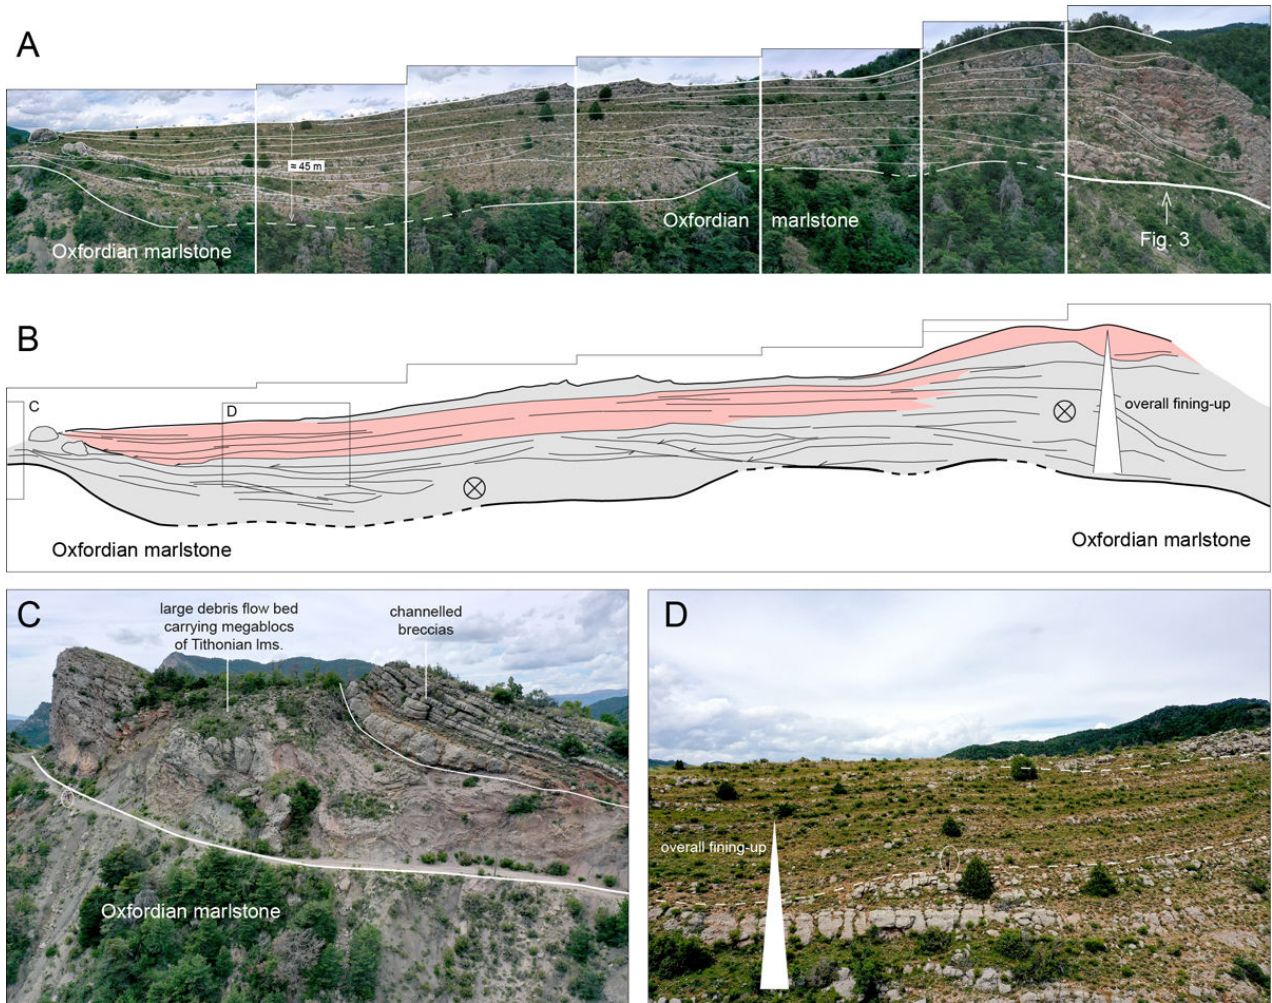 A
≈ 45 m
Oxfordian marlstone
Oxfordian marlstone
Fig. 3
B
C
D
overall fining-up
Oxfordian marlstone
Oxfordian marlstone
C
large debris flow bed
carrying megablocs
of Tithonian lms.
channelled
breccias
Oxfordian marlstone
D
overall fining-up